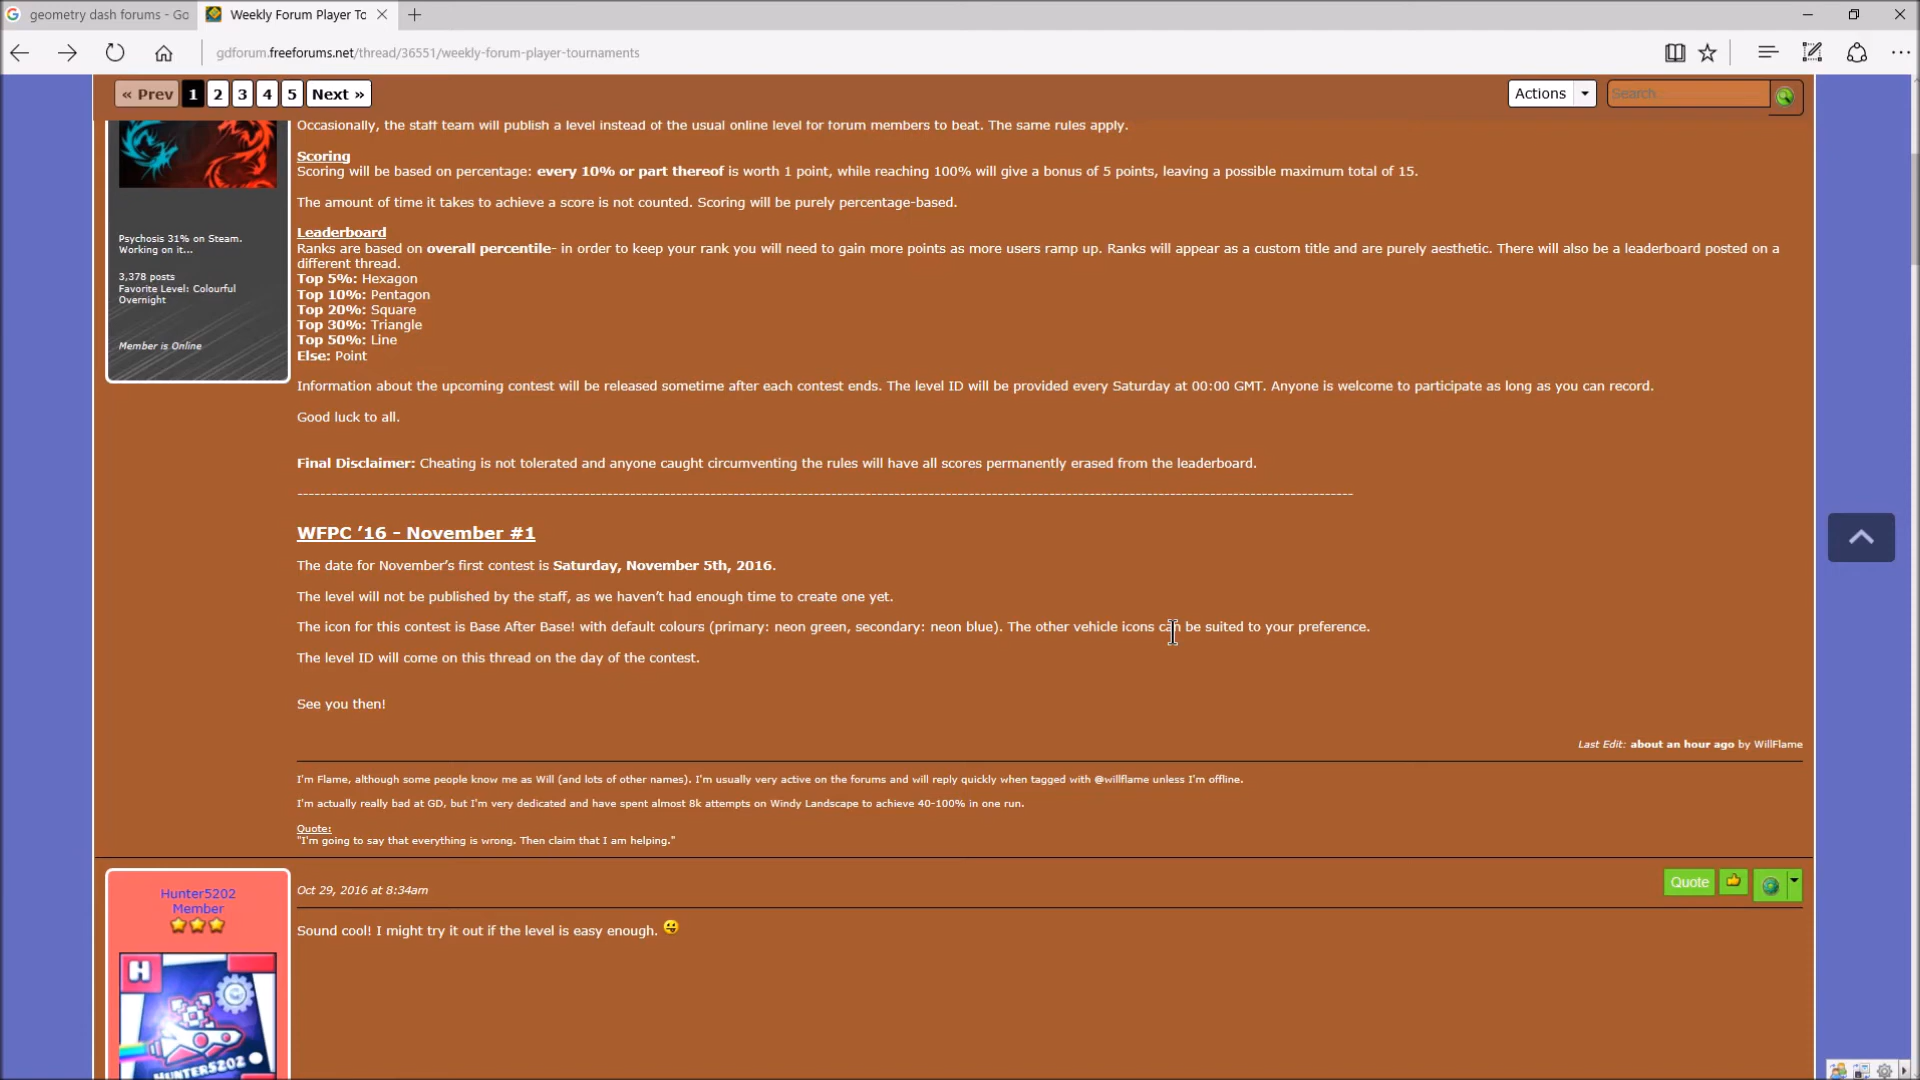 geometry dash forums - Go
Weekly Forum Player To
gdforum.freeforums.net/thread/36551/weekly-forum-player-tournaments
« Prev 1 2 3 4 5 Next »
Actions
Search...
Occasionally, the staff team will publish a level instead of the usual online level for forum members to beat. The same rules apply.
Scoring
Scoring will be based on percentage: every 10% or part thereof is worth 1 point, while reaching 100% will give a bonus of 5 points, leaving a possible maximum total of 15.
The amount of time it takes to achieve a score is not counted. Scoring will be purely percentage-based.
Leaderboard
Ranks are based on overall percentile- in order to keep your rank you will need to gain more points as more users ramp up. Ranks will appear as a custom title and are purely aesthetic. There will also be a leaderboard posted on a
different thread.
Top 5%: Hexagon
Top 10%: Pentagon
Top 20%: Square
Top 30%: Triangle
Top 50%: Line
Else: Point
Information about the upcoming contest will be released sometime after each contest ends. The level ID will be provided every Saturday at 00:00 GMT. Anyone is welcome to participate as long as you can record.
Good luck to all.
Final Disclaimer: Cheating is not tolerated and anyone caught circumventing the rules will have all scores permanently erased from the leaderboard.
WFPC ’16 - November #1
The date for November’s first contest is Saturday, November 5th, 2016.
The level will not be published by the staff, as we haven’t had enough time to create one yet.
The icon for this contest is Base After Base! with default colours (primary: neon green, secondary: neon blue). The other vehicle icons can be suited to your preference.
The level ID will come on this thread on the day of the contest.
See you then!
Psychosis 31% on Steam.
Working on it...
3,378 posts
Favorite Level: Colourful
Overnight
Member is Online
Last Edit: about an hour ago by WillFlame
I'm Flame, although some people know me as Will (and lots of other names). I'm usually very active on the forums and will reply quickly when tagged with @willflame unless I'm offline.
I'm actually really bad at GD, but I'm very dedicated and have spent almost 8k attempts on Windy Landscape to achieve 40-100% in one run.
Quote:
"I'm going to say that everything is wrong. Then claim that I am helping."
Hunter5202
Member
H
HUNTER5202
Oct 29, 2016 at 8:34am
Quote
Sound cool! I might try it out if the level is easy enough.